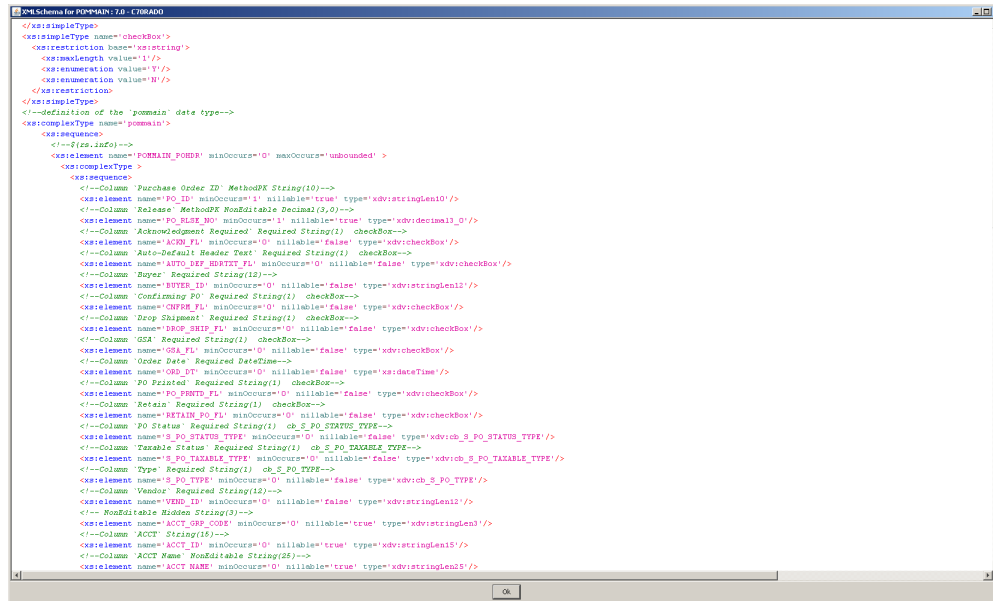 XMLSchema for POMMAIN : 7.0 - C70RADO
</xs:simpleType>
<xs:simpleType name='checkBox'>
<xs:restriction base='xs:string'>
<xs:maxLength value='1'/>
<xs:enumeration value='Y'/>
<xs:enumeration value='N'/>
</xs:restriction>
</xs:simpleType>
<!--definition of the `pommain` data type-->
<xs:complexType name='pommain'>
<xs:sequence>
<!--${rs.info}-->
<xs:element name='POMMAIN_POHDR' minOccurs='0' maxOccurs='unbounded' >
<xs:complexType >
<xs:sequence>
<!--Column `Purchase Order ID` MethodPK String(10)-->
<xs:element name='PO_ID' minOccurs='1' nillable='true' type='xdv:stringLen10'/>
<!--Column `Release` MethodPK NonEditable Decimal(3,0)-->
<xs:element name='PO_RLSE_NO' minOccurs='1' nillable='true' type='xdv:decimal3_0'/>
<!--Column `Acknowledgment Required` Required String(1)  checkBox-->
<xs:element name='ACKN_FL' minOccurs='0' nillable='false' type='xdv:checkBox'/>
<!--Column `Auto-Default Header Text` Required String(1)  checkBox-->
<xs:element name='AUTO_DEF_HDRTXT_FL' minOccurs='0' nillable='false' type='xdv:checkBox'/>
<!--Column `Buyer` Required String(12)-->
<xs:element name='BUYER_ID' minOccurs='0' nillable='false' type='xdv:stringLen12'/>
<!--Column `Confirming PO` Required String(1)  checkBox-->
<xs:element name='CNFRM_FL' minOccurs='0' nillable='false' type='xdv:checkBox'/>
<!--Column `Drop Shipment` Required String(1)  checkBox-->
<xs:element name='DROP_SHIP_FL' minOccurs='0' nillable='false' type='xdv:checkBox'/>
<!--Column `GSA` Required String(1)  checkBox-->
<xs:element name='GSA_FL' minOccurs='0' nillable='false' type='xdv:checkBox'/>
<!--Column `Order Date` Required DateTime-->
<xs:element name='ORD_DT' minOccurs='0' nillable='false' type='xs:dateTime'/>
<!--Column `PO Printed` Required String(1)  checkBox-->
<xs:element name='PO_PRNTD_FL' minOccurs='0' nillable='false' type='xdv:checkBox'/>
<!--Column `Retain` Required String(1)  checkBox-->
<xs:element name='RETAIN_PO_FL' minOccurs='0' nillable='false' type='xdv:checkBox'/>
<!--Column `PO Status` Required String(1)  cb_S_PO_STATUS_TYPE-->
<xs:element name='S_PO_STATUS_TYPE' minOccurs='0' nillable='false' type='xdv:cb_S_PO_STATUS_TYPE'/>
<!--Column `Taxable Status` Required String(1)  cb_S_PO_TAXABLE_TYPE-->
<xs:element name='S_PO_TAXABLE_TYPE' minOccurs='0' nillable='false' type='xdv:cb_S_PO_TAXABLE_TYPE'/>
<!--Column `Type` Required String(1)  cb_S_PO_TYPE-->
<xs:element name='S_PO_TYPE' minOccurs='0' nillable='false' type='xdv:cb_S_PO_TYPE'/>
<!--Column `Vendor` Required String(12)-->
<xs:element name='VEND_ID' minOccurs='0' nillable='false' type='xdv:stringLen12'/>
<!-- NonEditable Hidden String(3)-->
<xs:element name='ACCT_GRP_CODE' minOccurs='0' nillable='true' type='xdv:stringLen3'/>
<!--Column `ACCT` String(15)-->
<xs:element name='ACCT_ID' minOccurs='0' nillable='true' type='xdv:stringLen15'/>
<!--Column `ACCT Name` NonEditable String(25)-->
<xs:element name='ACCT_NAME' minOccurs='0' nillable='true' type='xdv:stringLen25'/>
Ok